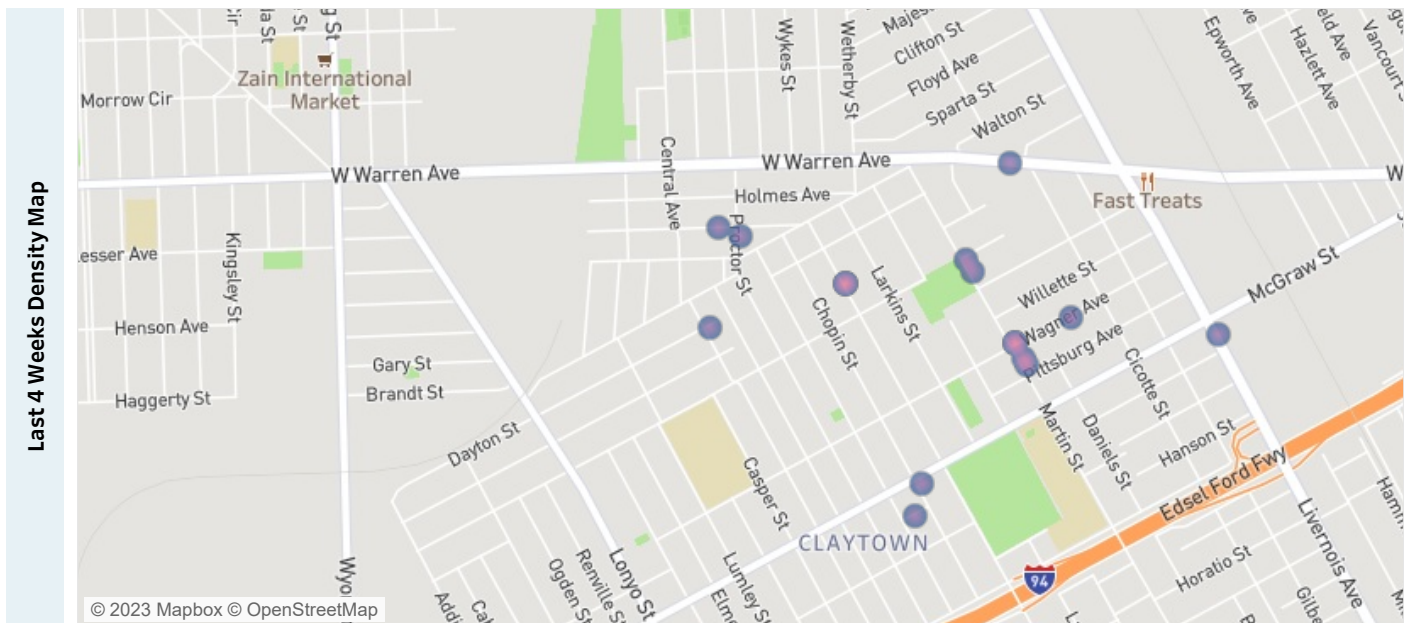 Last 4 Weeks Density Map
Zain International
Market
Morrow Cir
Wykes St
Wetherby St
Clifton St
Floyd Ave
Sparta St
Walton St
Epworth Ave
Hazlett Ave
W Warren Ave
W Warren Ave
Central Ave
Holmes Ave
Fast Treats
Proctor St
Kingsley St
Larkins St
Chopin St
Willette St
Wagner Ave
Pittsburg Ave
McGraw St
Henson Ave
Gary St
Brandt St
Haggerty St
Cicotte St
Martin St
Daniels St
Hanson St
Dayton St
Casper St
Edsel Ford Fwy
CLAYTOWN
Lonyo St
Renville S
Ogden St
Lumley St
94
Horatio St
Livernois Ave
© 2023 Mapbox © OpenStreetMap